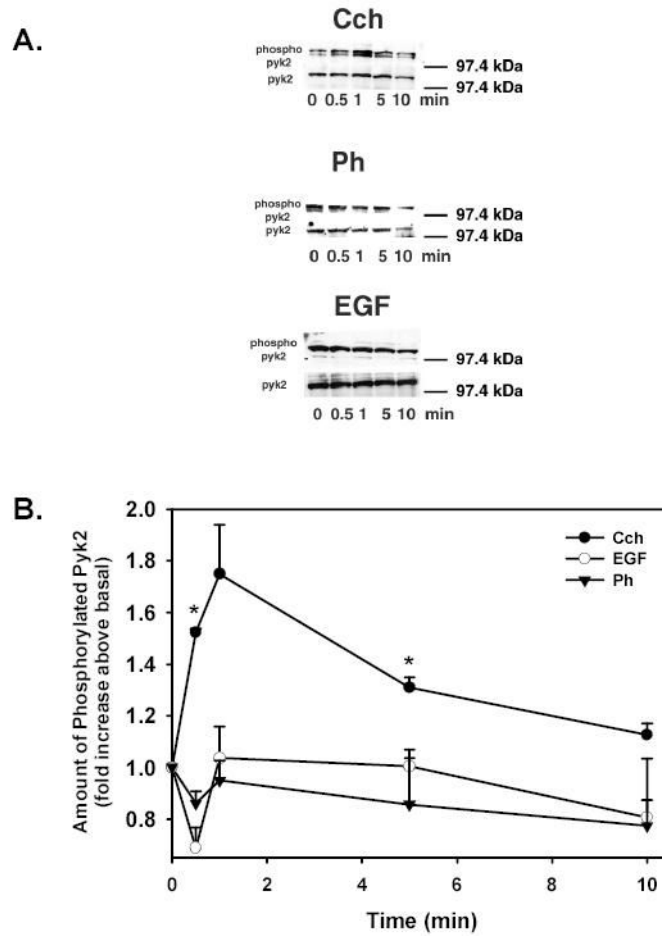 A.
Cch
phospho
pyk2
97.4 kDa
pyk2
97.4 kDa
0 0.5 1 5 10 min
Ph
phospho
pyk2
97.4 kDa
pyk2
97.4 kDa
0 0.5 1 5 10 min
EGF
phospho
pyk2
97.4 kDa
pyk2
97.4 kDa
0 0.5 1 5 10 min
B.
Amount of Phosphorylated Pyk2
(fold increase above basal)
2.0
1.8
1.6
1.4
1.2
1.0
0.8
*
*
Cch
EGF
Ph
0 2 4 6 8 10
Time (min)